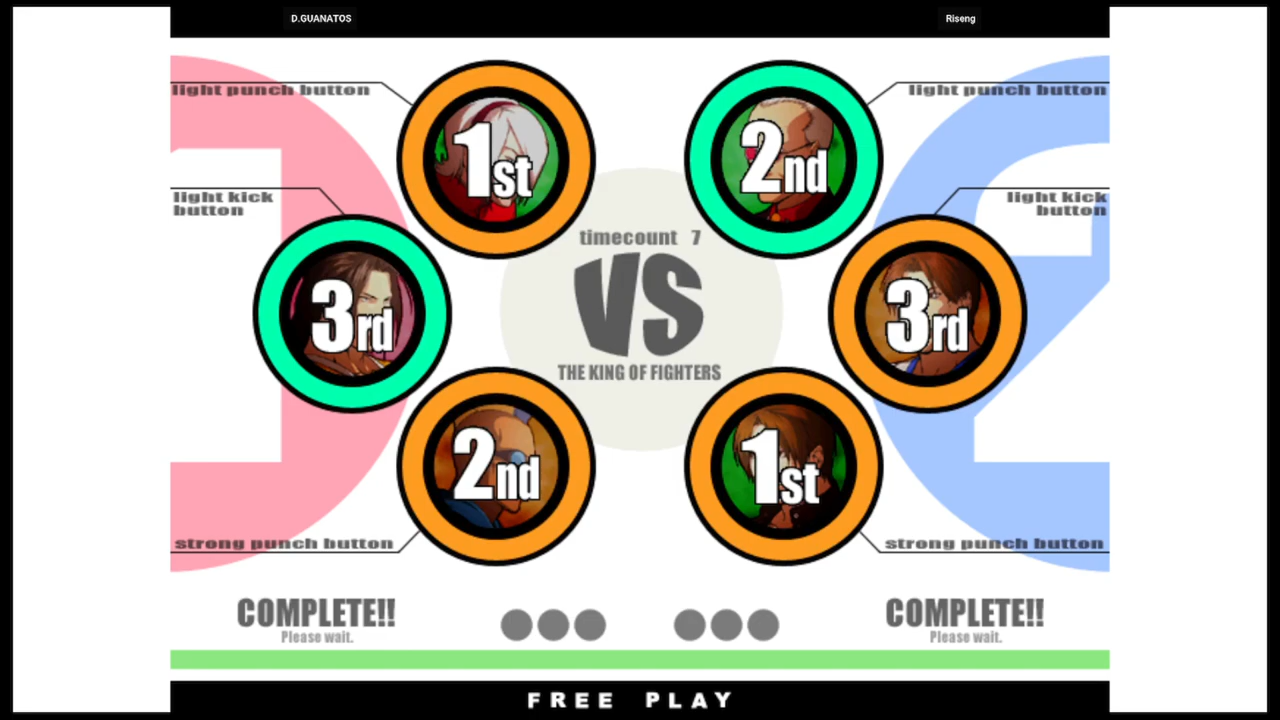 D.GUANATOS
Riseng
light punch button
light punch button
1st
2nd
light kick
button
light kick
button
timecount 7
VS
THE KING OF FIGHTERS
3rd
3rd
2nd
1st
strong punch button
strong punch button
COMPLETE!!
Please wait.
COMPLETE!!
Please wait.
FREE PLAY